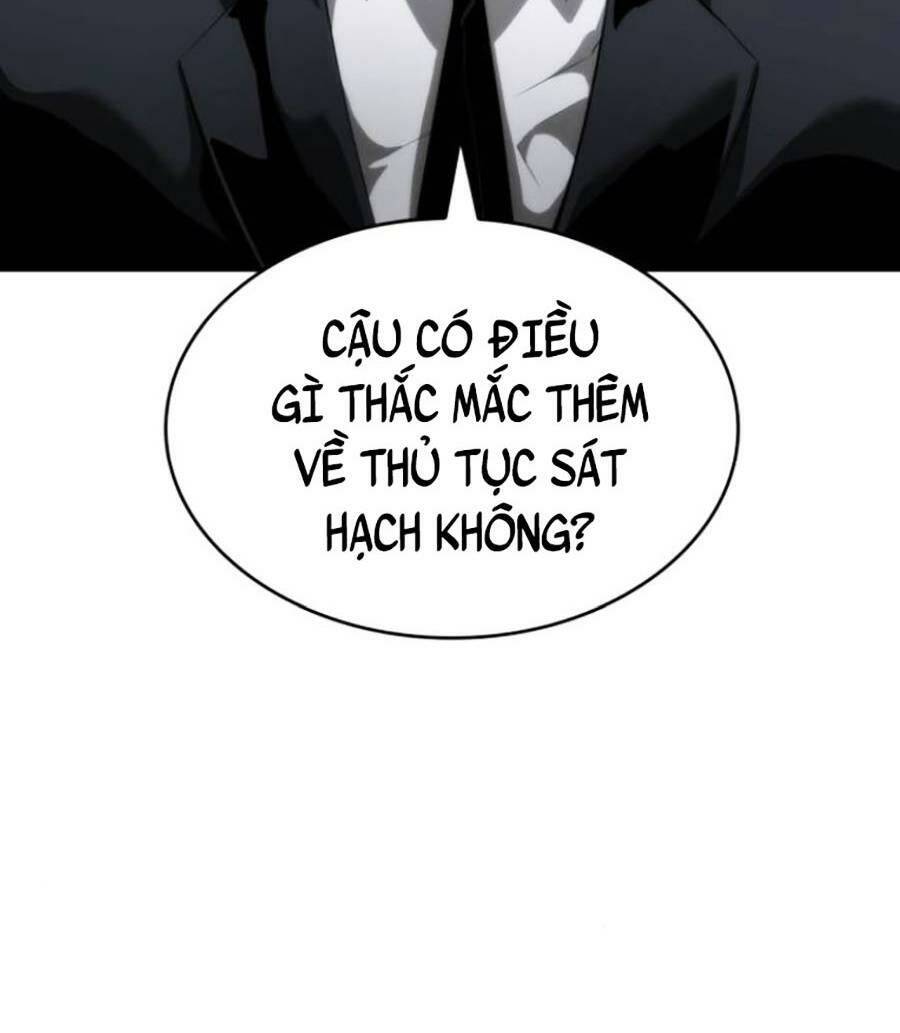 CẬU CÓ ĐIỀU
GÌ THẮC MẮC THÊM
VỀ THỦ TỤC SÁT
HẠCH KHÔNG?